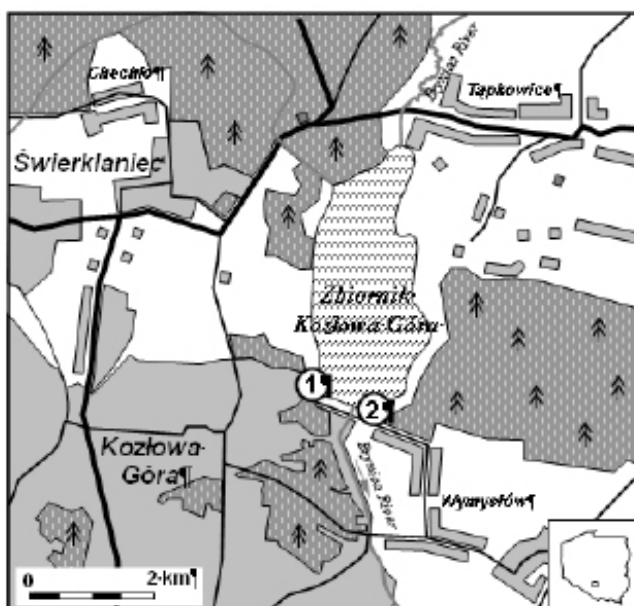 Chechło¶
Brynica River
Tąpkowice¶
Świerklaniec
Zbiornik
Kozłowa-Góra
1¶
2¶
Kozłowa-
Góra¶
Brynica River
Wymysłów¶
0 2-km¶